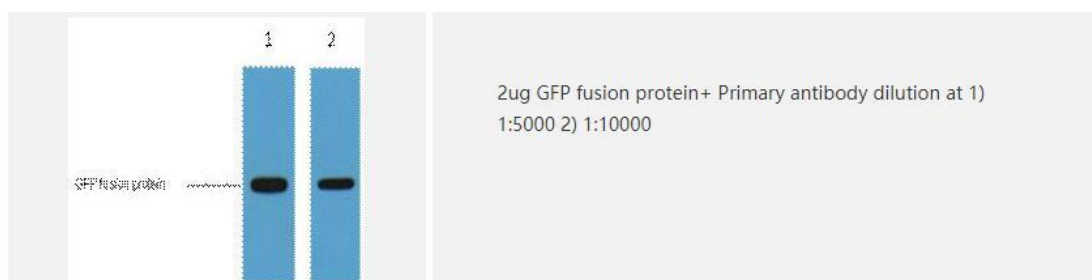 1 2
GFP fusion protein
2ug GFP fusion protein+ Primary antibody dilution at 1)
1:5000 2) 1:10000